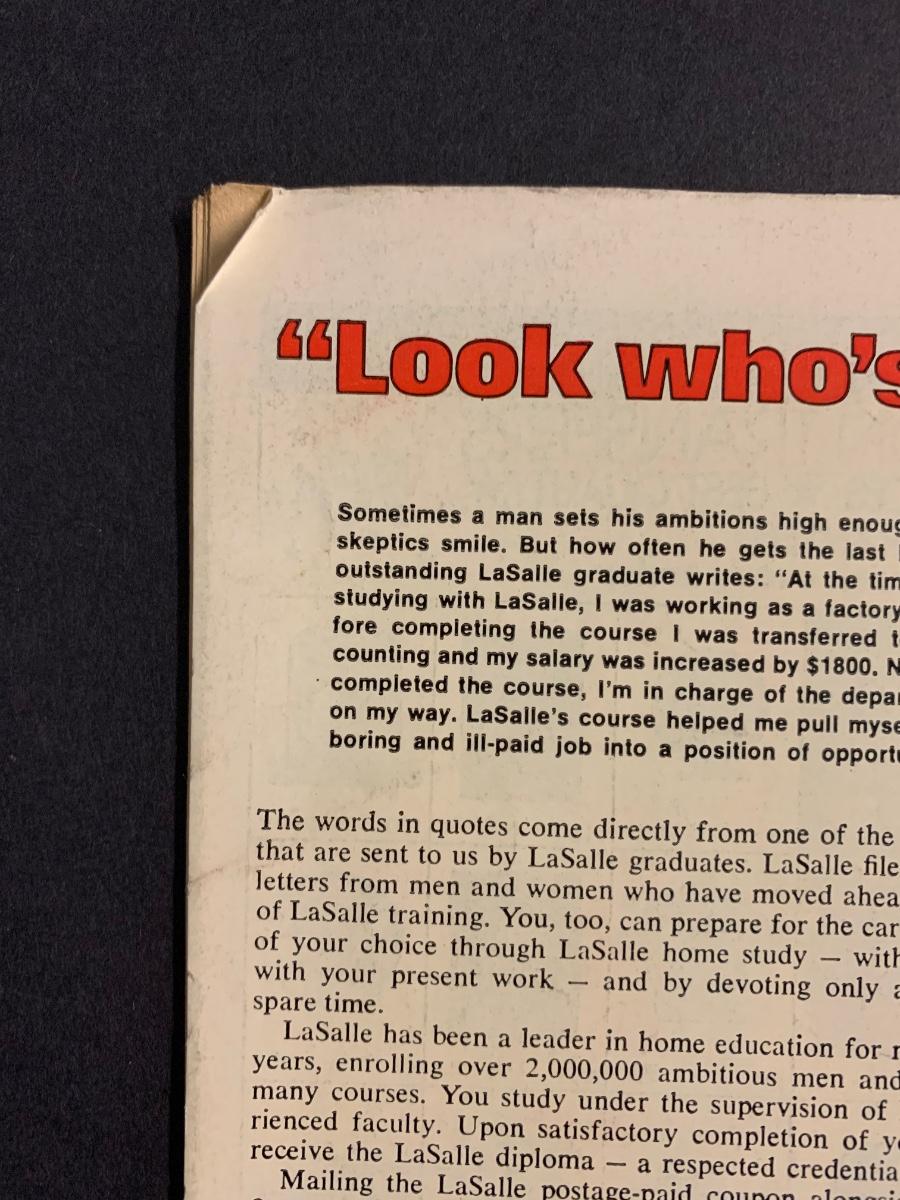 “Look who's
Sometimes a man sets his ambitions high enoug
skeptics smile. But how often he gets the last
outstanding LaSalle graduate writes: “At the tim
studying with LaSalle, I was working as a factory
fore completing the course I was transferred t
counting and my salary was increased by $1800. N
completed the course, I'm in charge of the depar
on my way. LaSalle's course helped me pull myse
boring and ill-paid job into a position of opportu
The words in quotes come directly from one of the
that are sent to us by LaSalle graduates. LaSalle file
letters from men and women who have moved ahea
of LaSalle training. You, too, can prepare for the car
of your choice through LaSalle home study — with
with your present work — and by devoting only a
spare time.
LaSalle has been a leader in home education for r
years, enrolling over 2,000,000 ambitious men and
many courses. You study under the supervision of
rienced faculty. Upon satisfactory completion of y
receive the LaSalle diploma — a respected credentia
Mailing the LaSalle postage-paid coupon alongsi